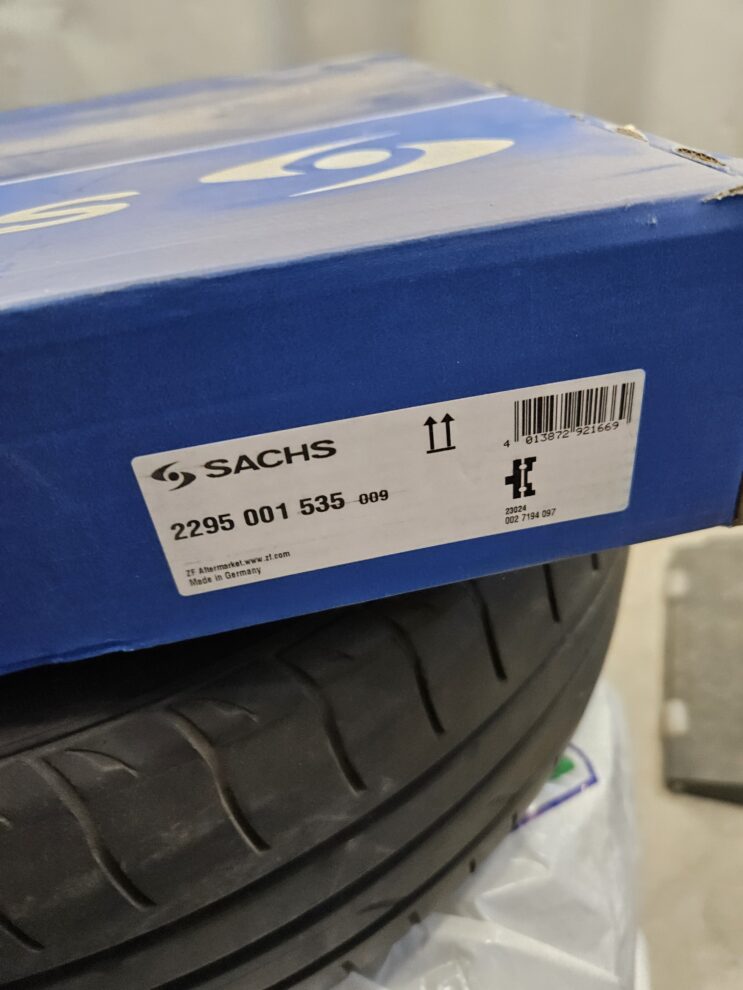 SACHS
2295 001 535 009
ZF Aftermarket.www.zf.com
Made in Germany
4 013872 921669
23024
002 7194 097